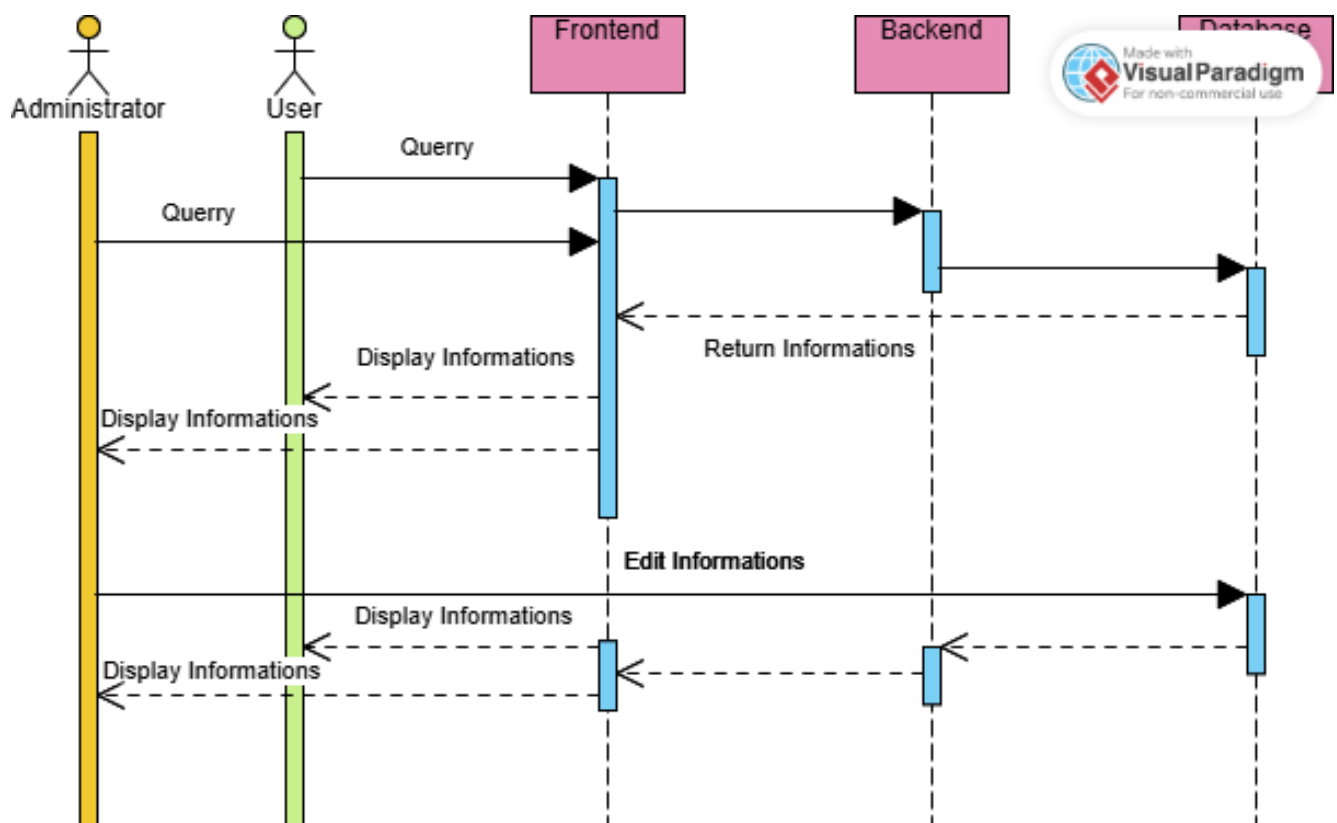 Administrator
User
Frontend
Backend
Database
Made with
Visual Paradigm
For non-commercial use
Querry
Querry
Return Informations
Display Informations
Display Informations
Edit Informations
Display Informations
Display Informations